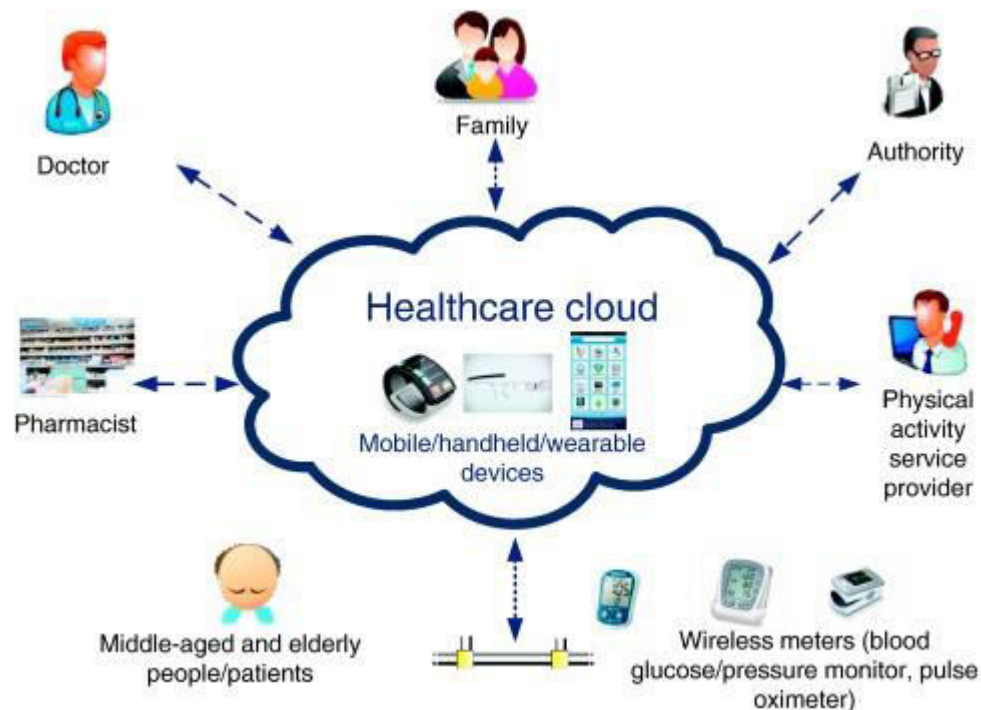 Doctor
Family
Authority
Healthcare cloud
Mobile/handheld/wearable
devices
Pharmacist
Physical
activity
service
provider
Middle-aged and elderly
people/patients
Wireless meters (blood
glucose/pressure monitor, pulse
oximeter)